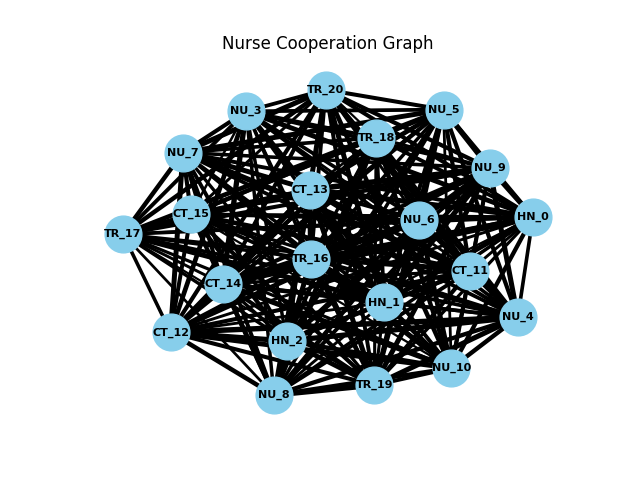 Nurse Cooperation Graph
TR_20
NU_3
NU_5
TR_18
NU_7
NU_9
CT_13
CT_15
HN_0
NU_6
TR_17
TR_16
CT_11
CT_14
HN_1
NU_4
CT_12
HN_2
NU_10
TR_19
NU_8